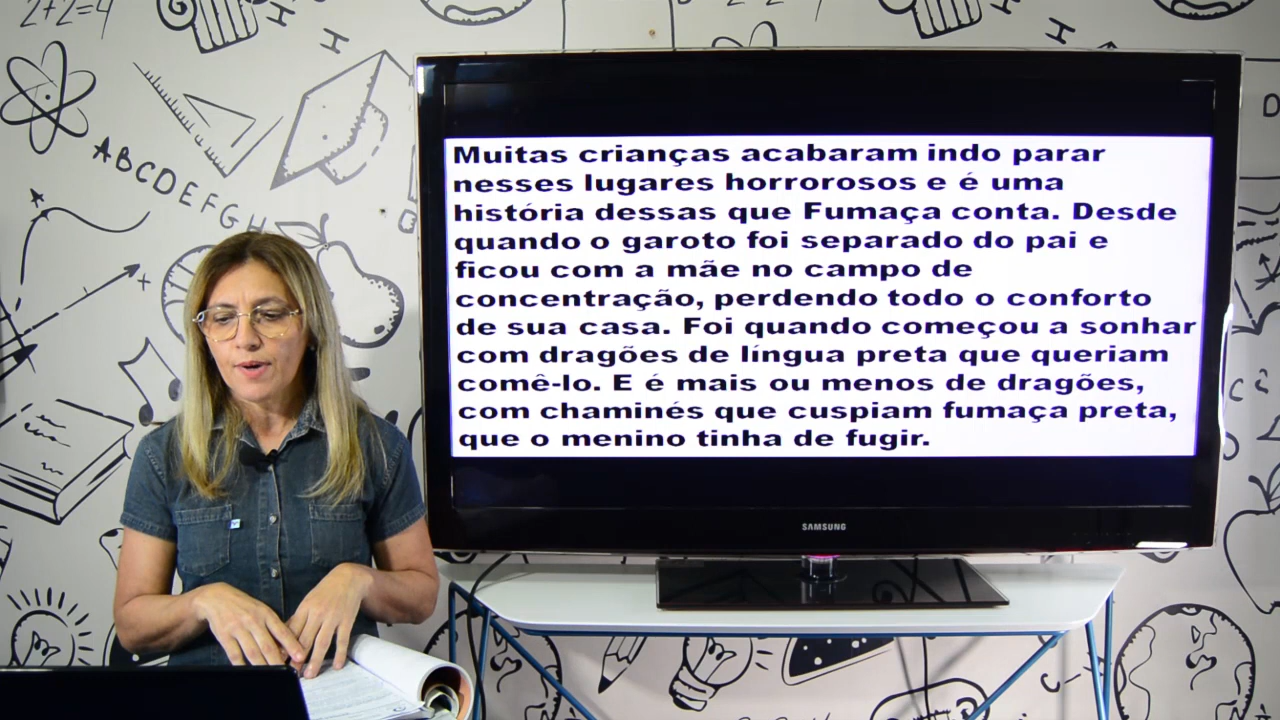 2+2=4
H
H
H
H
ABCDEFGH
D
Muitas crianças acabaram indo parar
nesses lugares horrorosos e é uma
história dessas que Fumaça conta. Desde
quando o garoto foi separado do pai e
ficou com a mãe no campo de
concentração, perdendo todo o conforto
de sua casa. Foi quando começou a sonhar
com dragões de língua preta que queriam
comê-lo. E é mais ou menos de dragões,
com chaminés que cuspiam fumaça preta,
que o menino tinha de fugir.
SAMSUNG